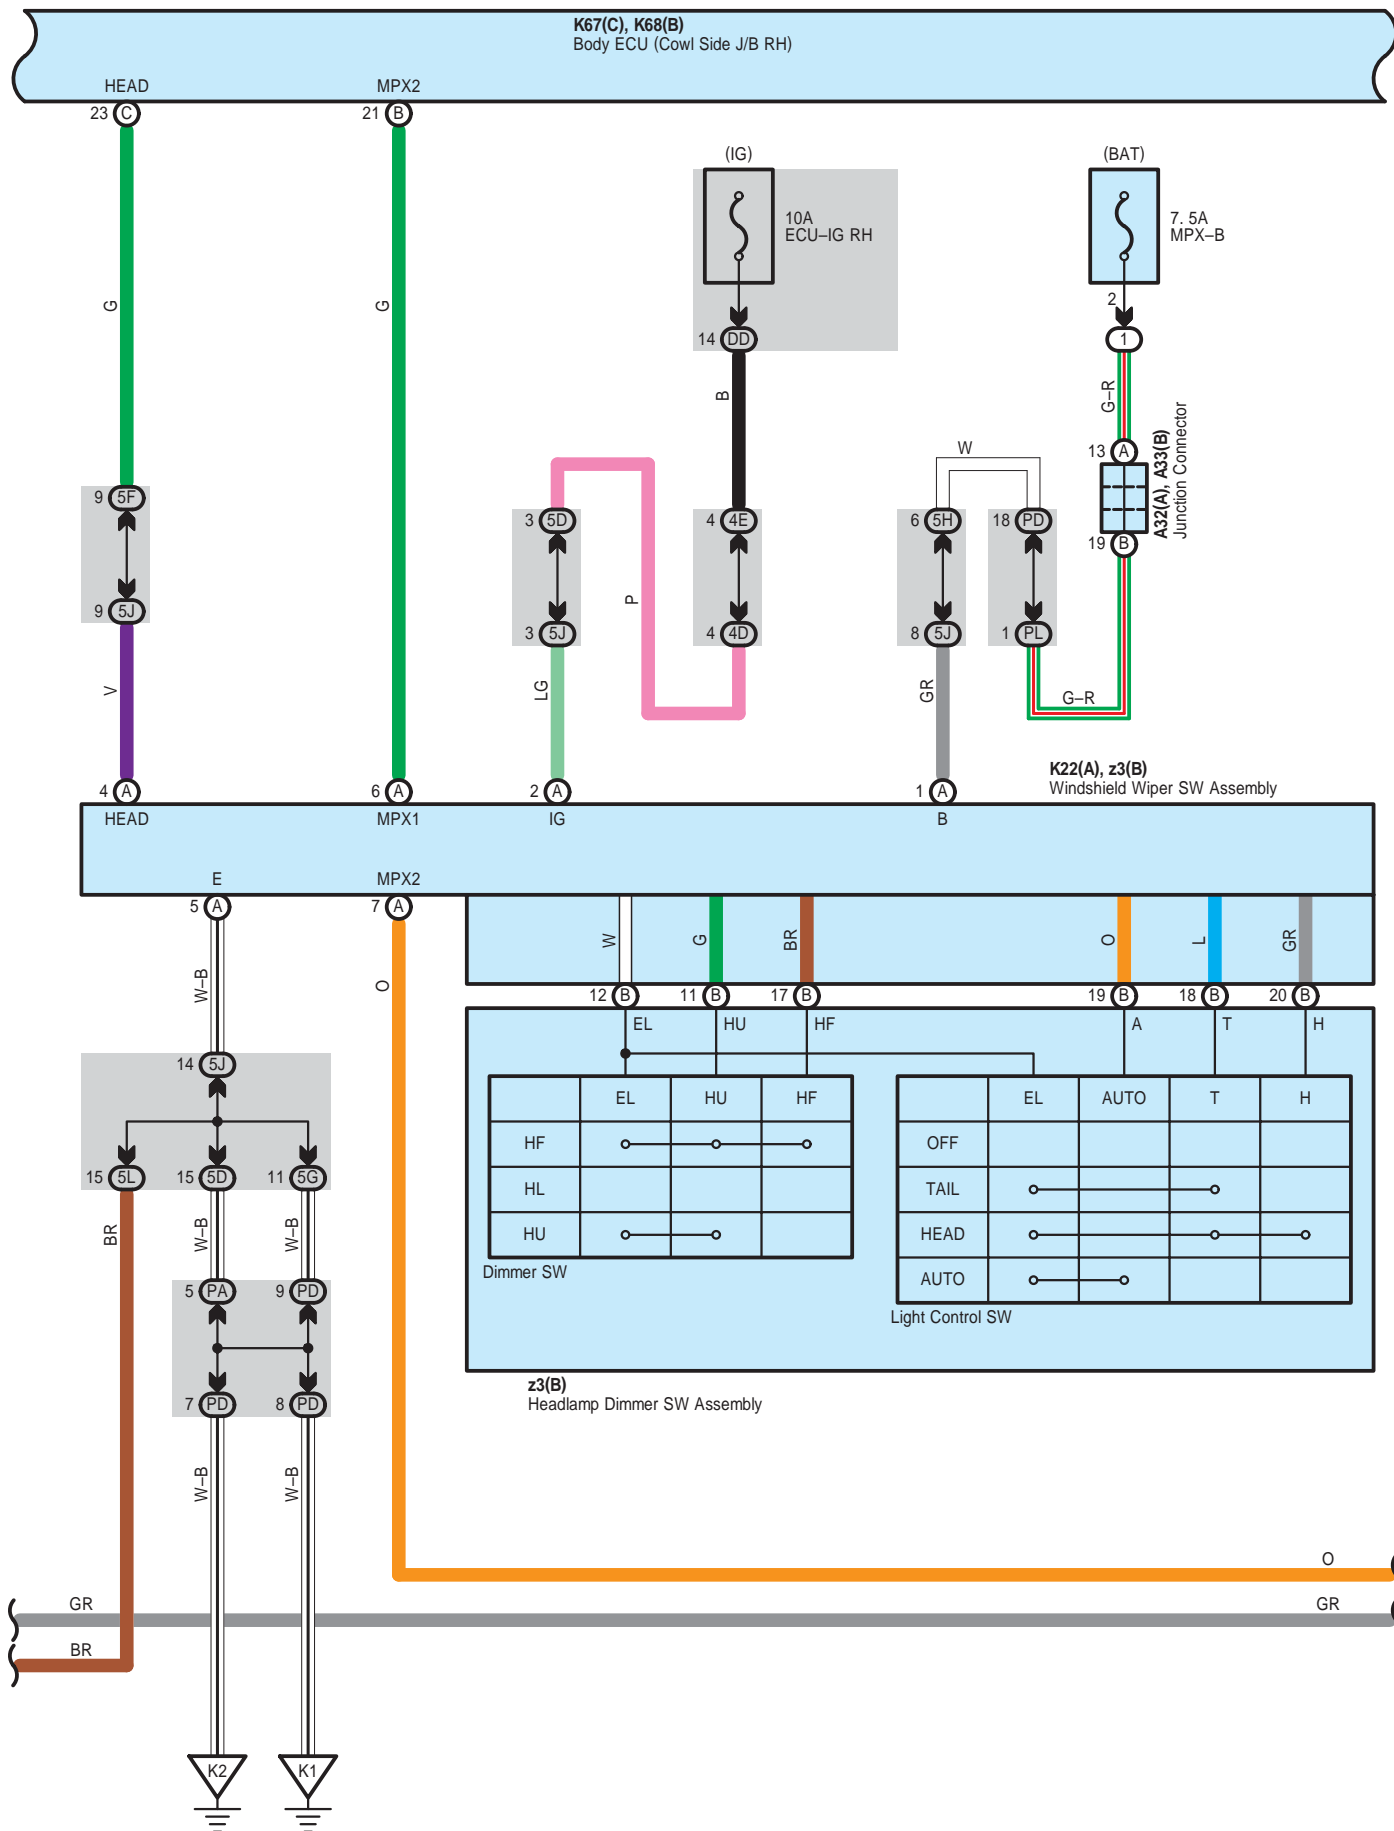 K67(C), K68(B)
Body ECU (Cowl Side J/B RH)
HEAD
MPX2
23 C
21 B
(IG)
(BAT)
10A
ECU–IG RH
7. 5A
MPX–B
G
G
2
14 DD
1
B
G–R
A32(A), A33(B)
Junction Connector
W
13 A
9 5F
3 5D
4 4E
6 5H
18 PD
19 B
P
9 5J
3 5J
4 4D
8 5J
1 PL
V
LG
GR
G–R
K22(A), z3(B)
Windshield Wiper SW Assembly
4 A
6 A
2 A
1 A
HEAD
MPX1
IG
B
E
MPX2
5 A
7 A
W
G
BR
O
L
GR
W–B
O
12 B
11 B
17 B
19 B
18 B
20 B
EL
HU
HF
A
T
H
14 5J
EL HU HF
HF
HL
HU
Dimmer SW
EL AUTO T H
OFF
TAIL
HEAD
AUTO
Light Control SW
15 5L
15 5D
11 5G
BR
W–B
W–B
5 PA
9 PD
7 PD
8 PD
z3(B)
Headlamp Dimmer SW Assembly
W–B
W–B
O
GR
GR
BR
K2
K1